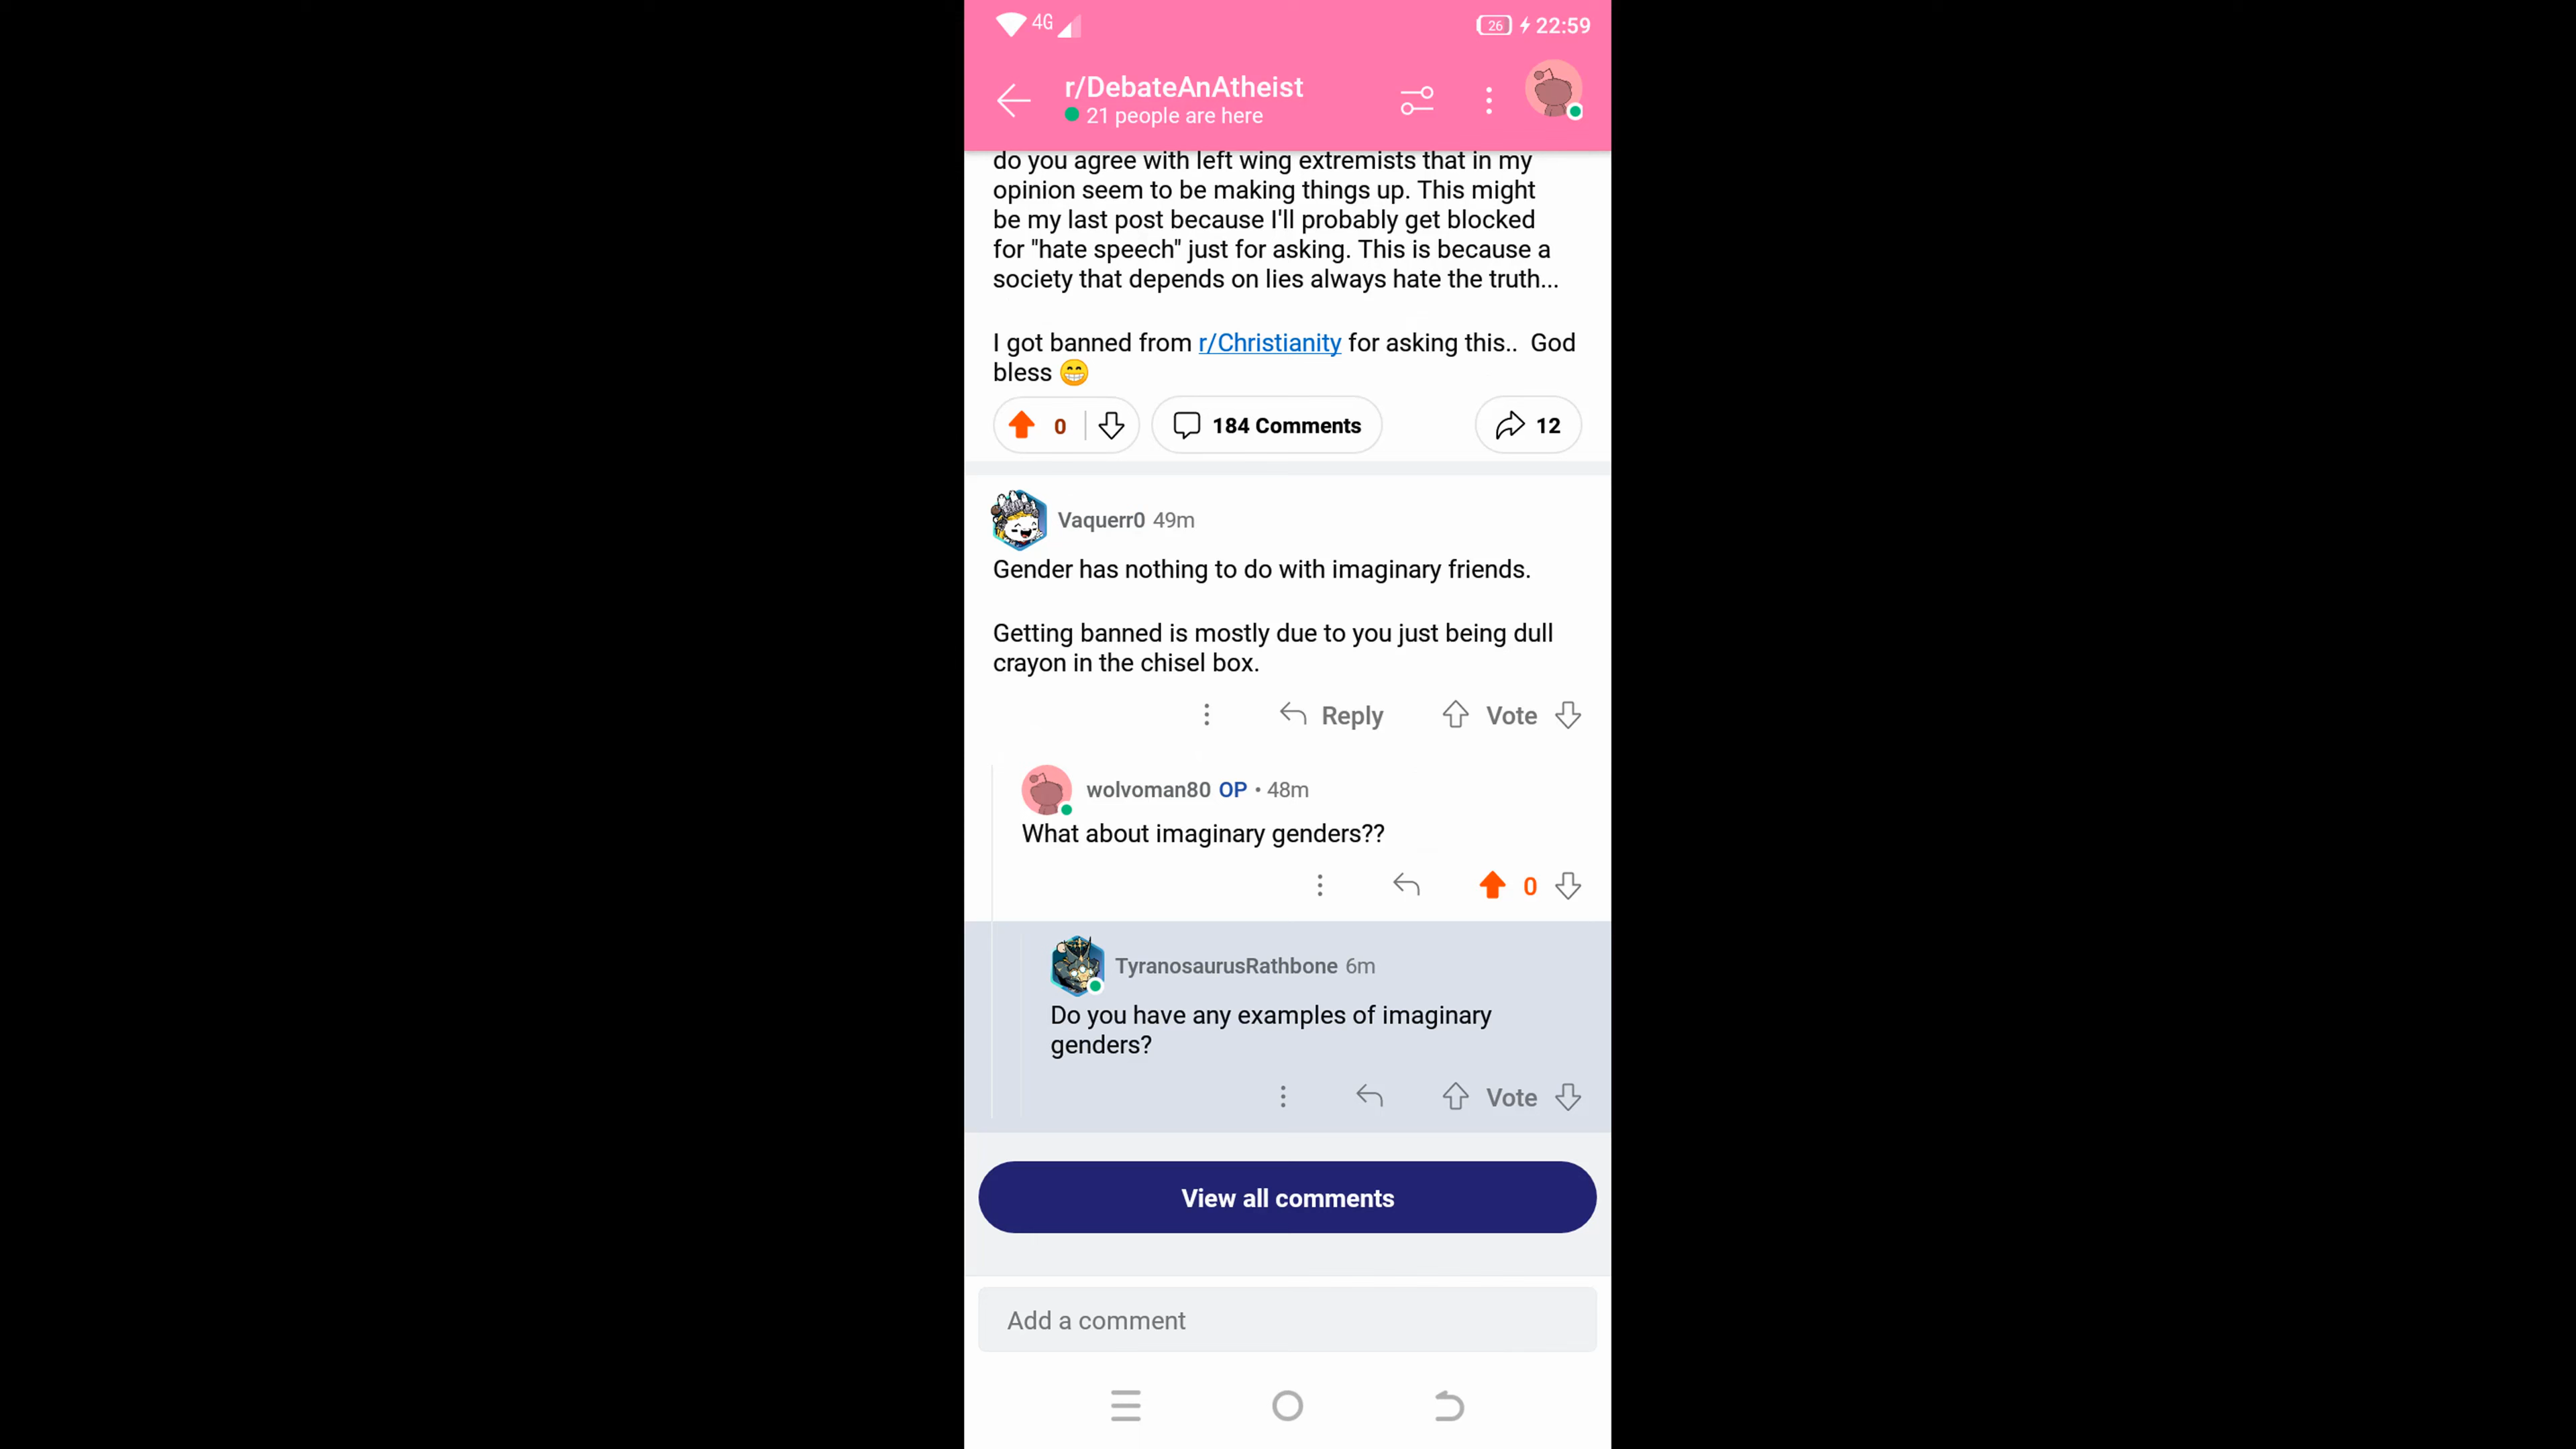 4G 26 22:59
r/DebateAnAtheist
21 people are here
do you agree with left wing extremists that in my
opinion seem to be making things up. This might
be my last post because I'll probably get blocked
for "hate speech" just for asking. This is because a
society that depends on lies always hate the truth...
I got banned from r/Christianity for asking this.. God
bless 😁
0 184 Comments 12
Vaquerr0 49m
Gender has nothing to do with imaginary friends.
Getting banned is mostly due to you just being dull
crayon in the chisel box.
Reply Vote
wolvoman80 OP • 48m
What about imaginary genders??
0
TyranosaurusRathbone 6m
Do you have any examples of imaginary
genders?
Vote
View all comments
Add a comment